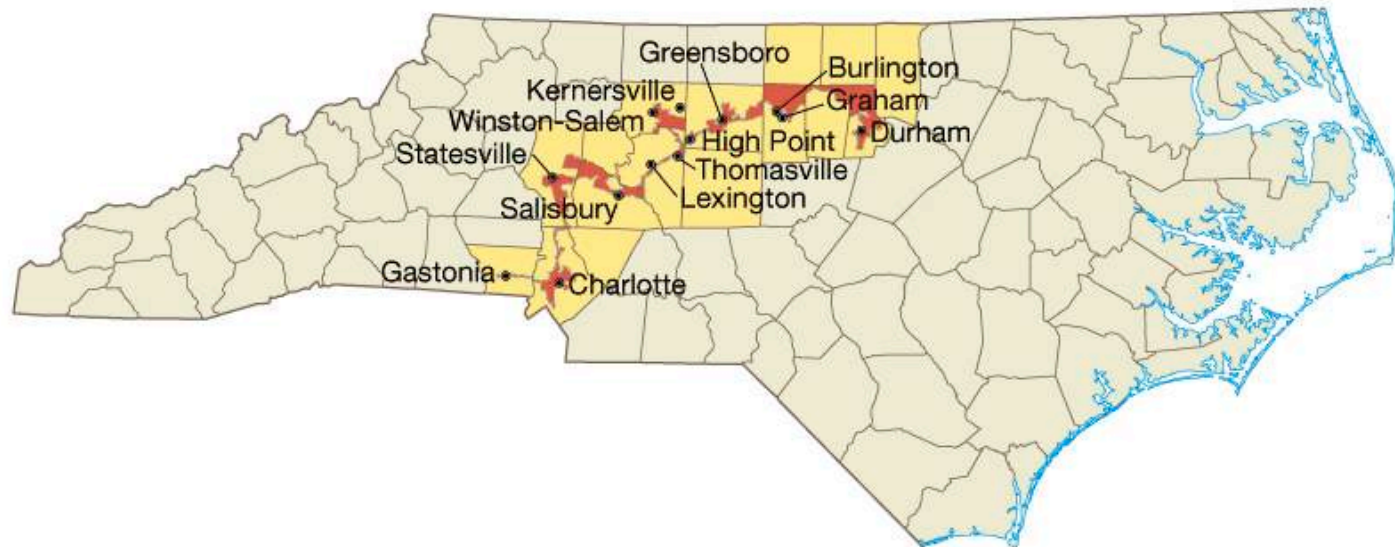 Greensboro
Burlington
Kernersville
Graham
Winston-Salem
Durham
High Point
Statesville
Thomasville
Lexington
Salisbury
Gastonia
Charlotte